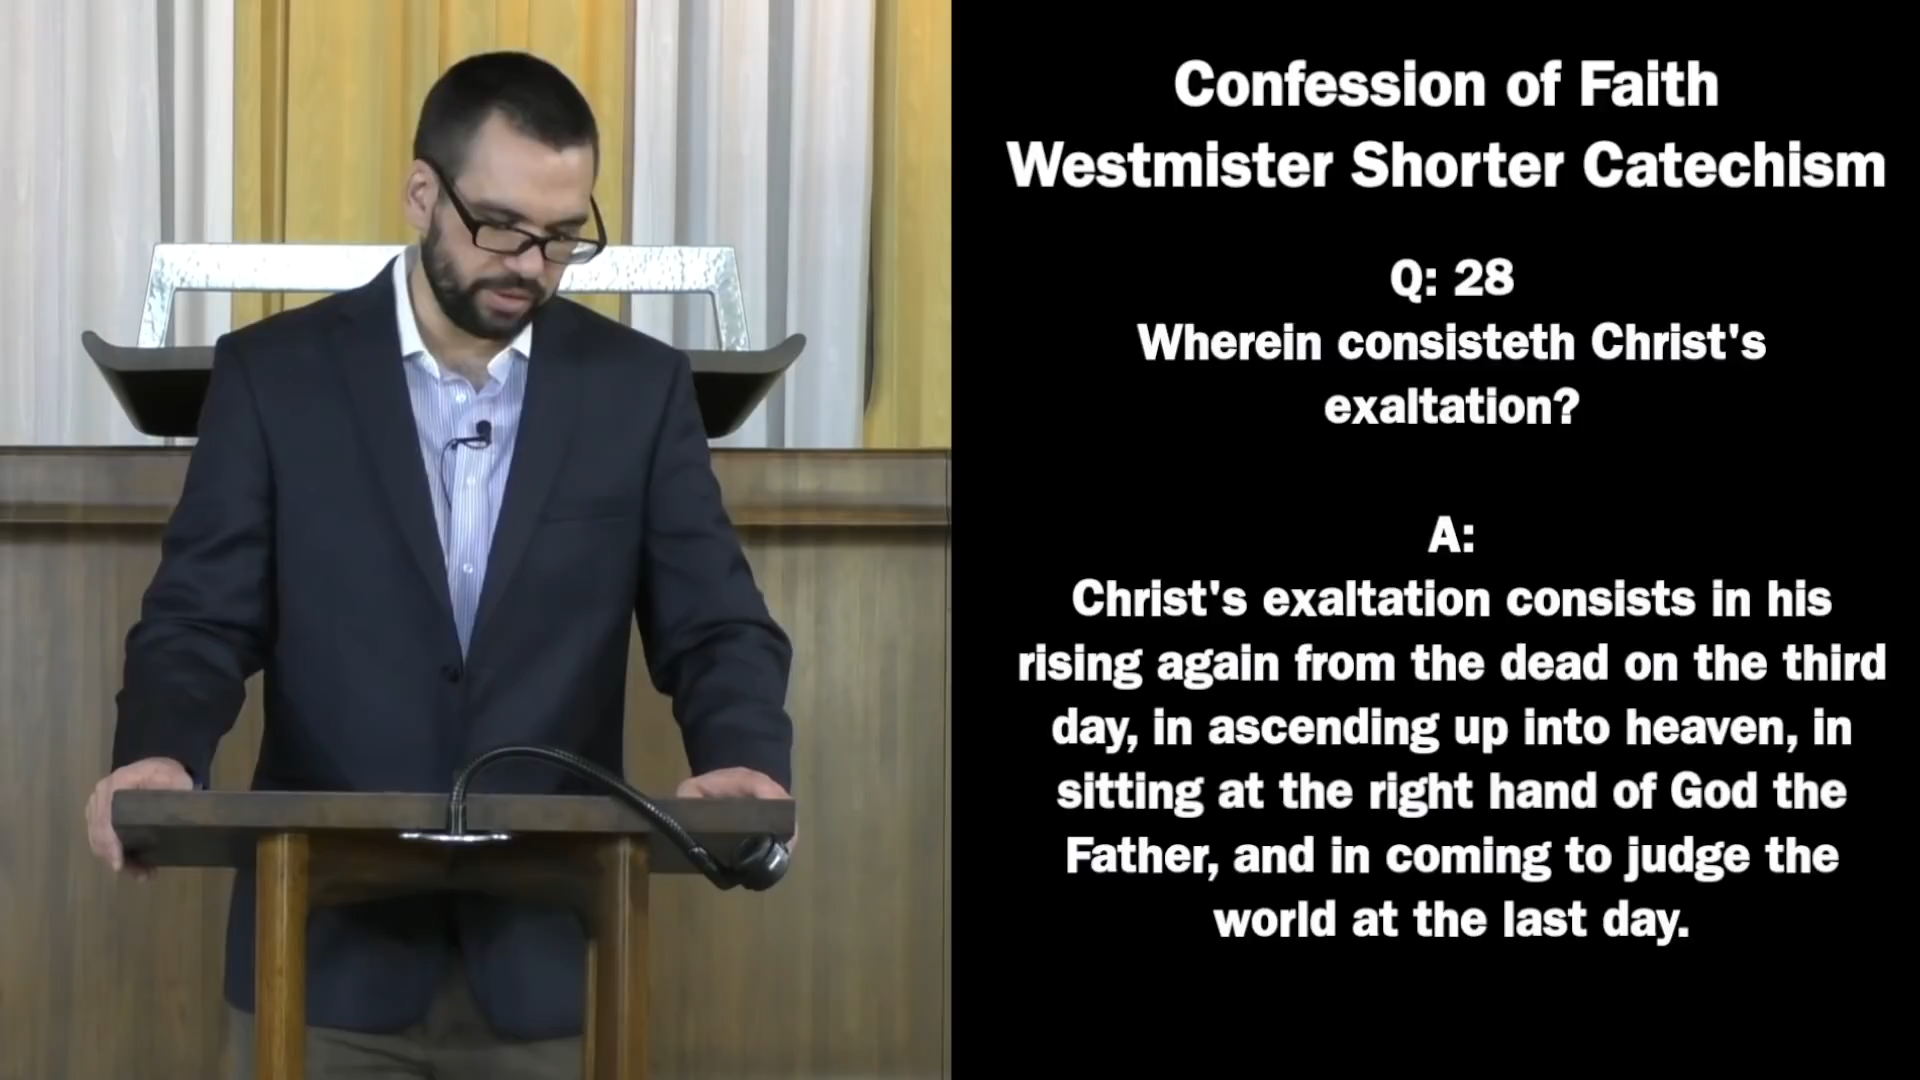 Confession of Faith
Westmister Shorter Catechism
Q: 28
Wherein consisteth Christ's
exaltation?
A:
Christ's exaltation consists in his
rising again from the dead on the third
day, in ascending up into heaven, in
sitting at the right hand of God the
Father, and in coming to judge the
world at the last day.